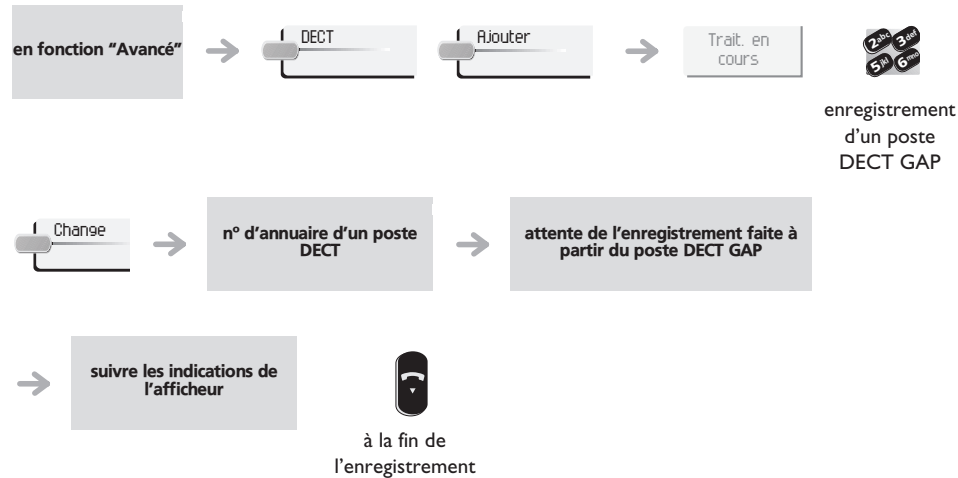 en fonction “Avancé”
DECT
Ajouter
Trait. en
cours
2abc 3def
5jkl 6mno
enregistrement
d'un poste
DECT GAP
Change
nº d'annuaire d'un poste
DECT
attente de l'enregistrement faite à
partir du poste DECT GAP
suivre les indications de
l'afficheur
à la fin de
l'enregistrement